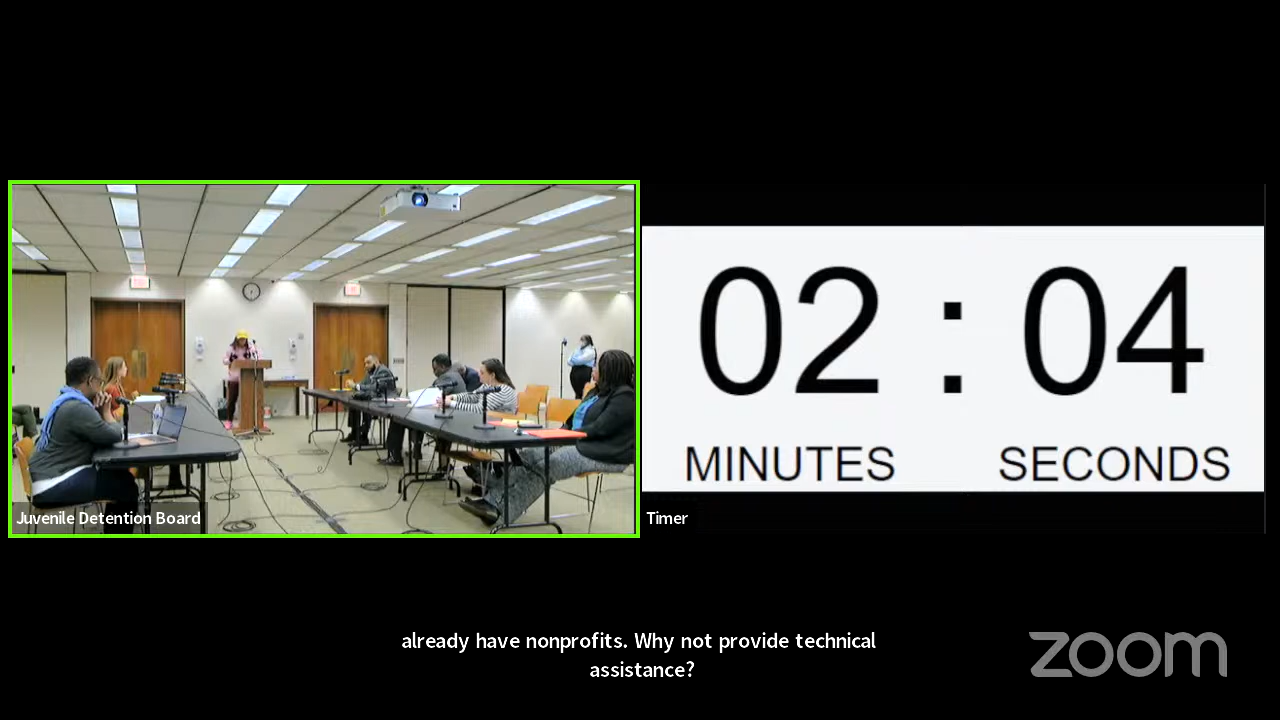 02 : 04
MINUTES SECONDS
Juvenile Detention Board
Timer
already have nonprofits. Why not provide technical
assistance?
zoom